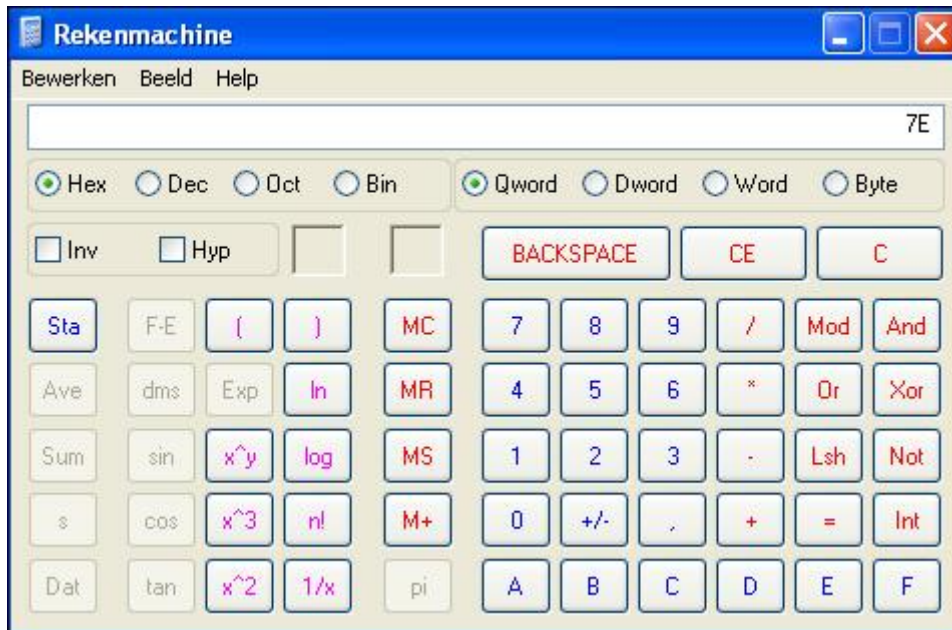 Rekenmachine
Bewerken Beeld Help
7E
Hex Dec Oct Bin Qword Dword Word Byte
Inv Hyp BACKSPACE CE C
Sta F-E ( ) MC 7 8 9 / Mod And
Ave dms Exp ln MR 4 5 6 * Or Xor
Sum sin x^y log MS 1 2 3 - Lsh Not
s cos x^3 n! M+ 0 +/- , + = Int
Dat tan x^2 1/x pi A B C D E F